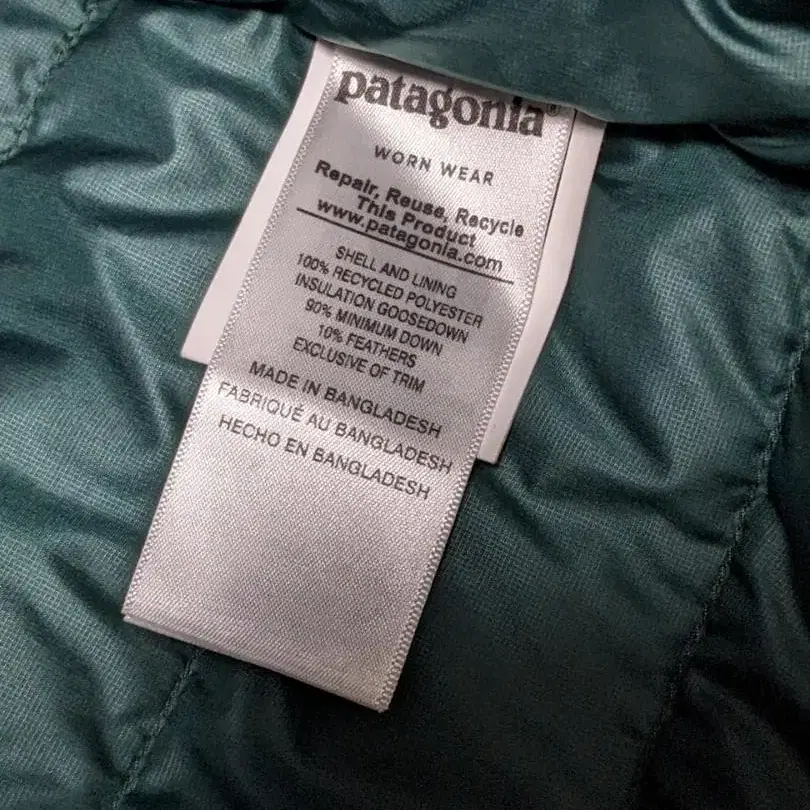 patagonia®
WORN WEAR
Repair, Reuse, Recycle
This Product
www.patagonia.com
SHELL AND LINING
100% RECYCLED POLYESTER
INSULATION GOOSEDOWN
90% MINIMUM DOWN
10% FEATHERS
EXCLUSIVE OF TRIM
MADE IN BANGLADESH
FABRIQUÉ AU BANGLADESH
HECHO EN BANGLADESH